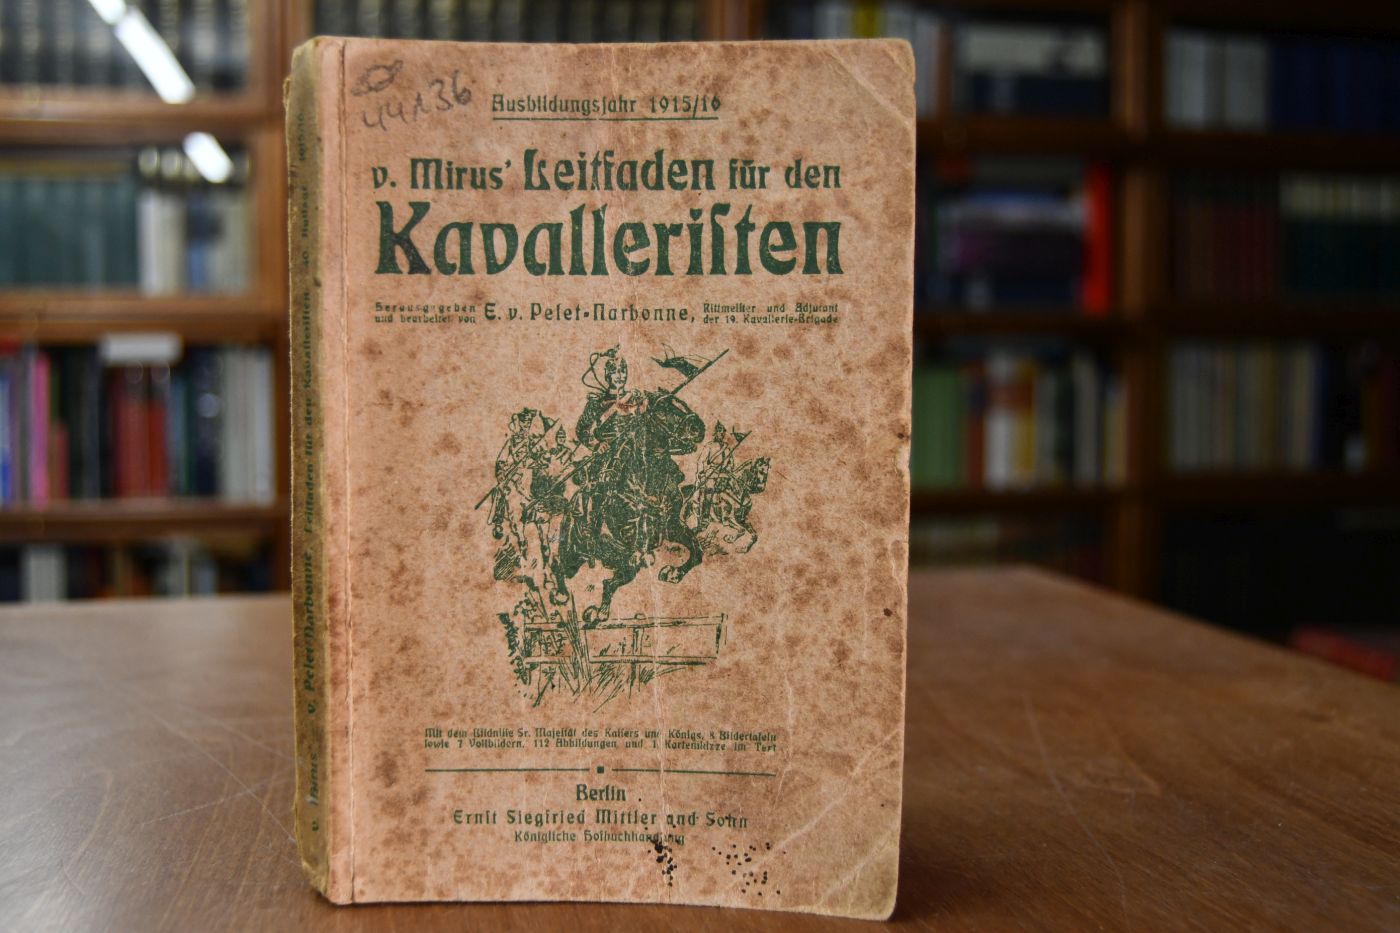 44136
Ausbildungsjahr 1915/16
v. Mirus' Leitfaden für den
Kavalleriſten
Herausgegeben
und bearbeitet von
E. v. Pelet-Narbonne,
Rittmeiſter und Adjutant
der 19. Kavallerie-Brigade
Mit dem Bildniſſe Sr. Majeſtät des Kaiſers und Königs, 8 Bildertafeln
ſowie 7 Vollbildern, 112 Abbildungen und 1 Kartenſkizze im Text
Berlin
Ernſt Siegfried Mittler und Sohn
Königliche Hofbuchhandlung
v. Mirus' v. Pelet-Narbonne, Leitfaden für den Kavalleriſten